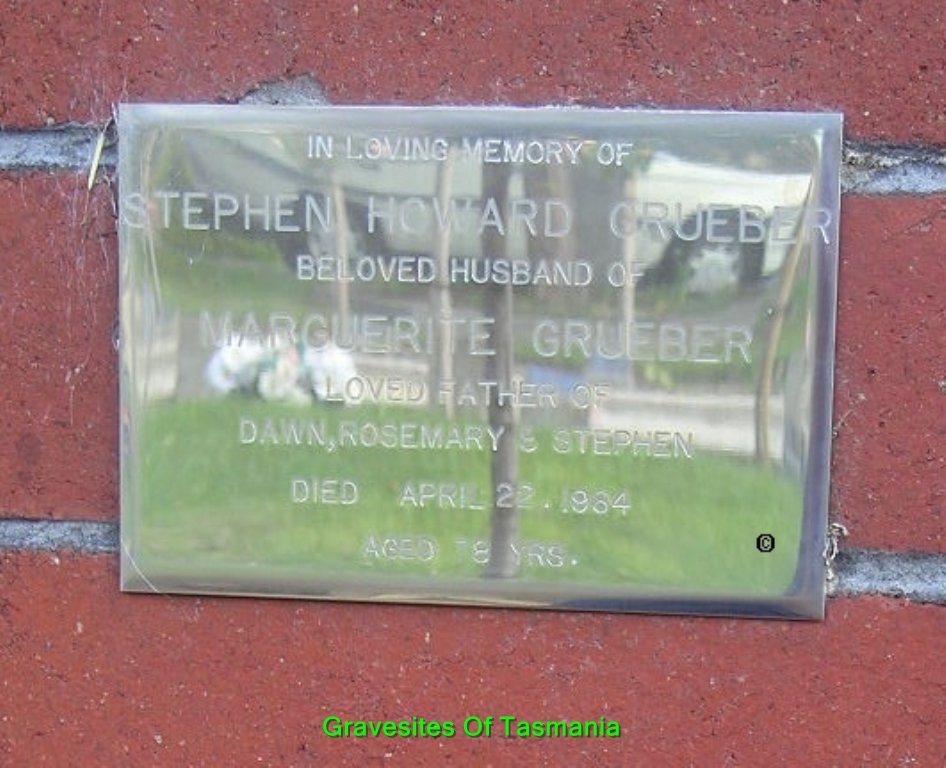 IN LOVING MEMORY OF
STEPHEN HOWARD GRUEBER
BELOVED HUSBAND OF
MARGUERITE GRUEBER
LOVED FATHER OF
DAWN, ROSEMARY & STEPHEN
DIED APRIL 22. 1984
AGED 78 YRS.
©
Gravesites Of Tasmania